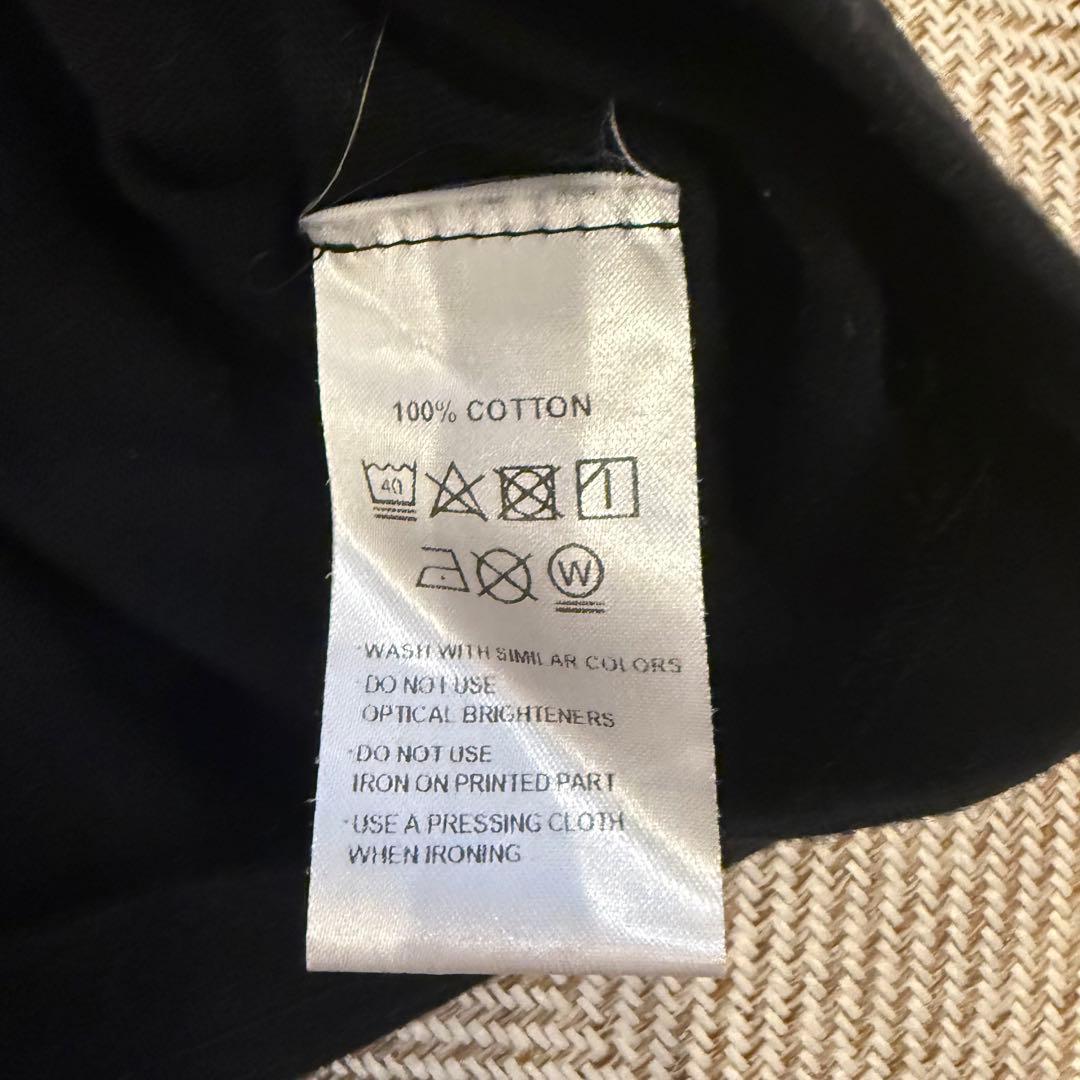 100% COTTON
40
W
·WASH WITH SIMILAR COLORS
·DO NOT USE
OPTICAL BRIGHTENERS
·DO NOT USE
IRON ON PRINTED PART
·USE A PRESSING CLOTH
WHEN IRONING